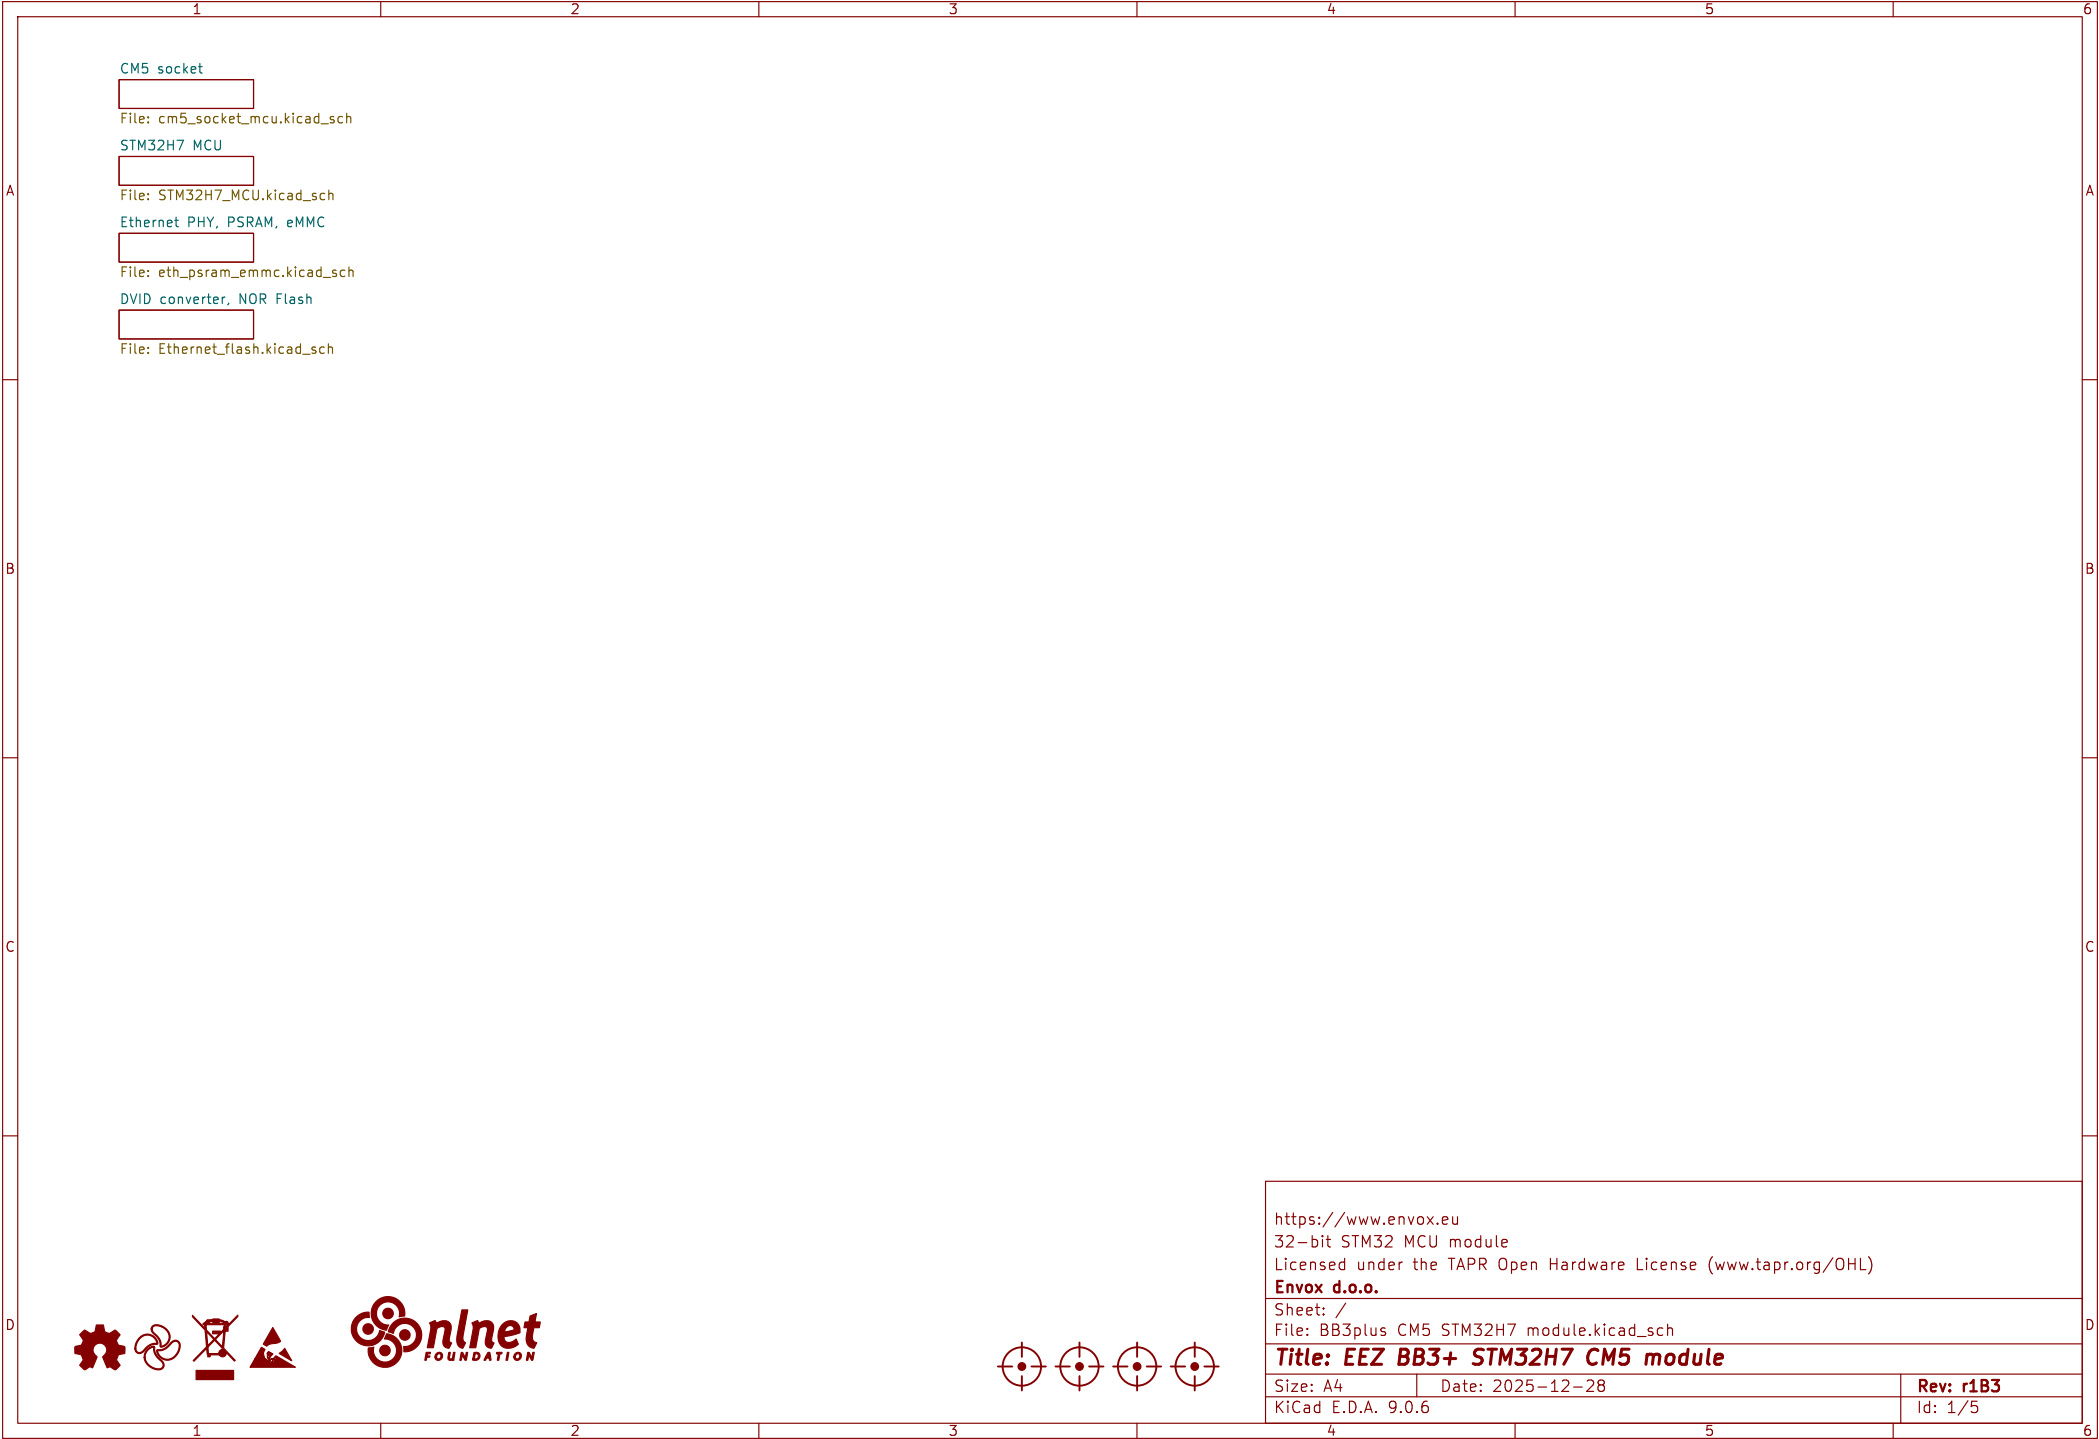 1 2 3 4 5 6
CM5 socket
File: cm5_socket_mcu.kicad_sch
STM32H7 MCU
A A
File: STM32H7_MCU.kicad_sch
Ethernet PHY, PSRAM, eMMC
File: eth_psram_emmc.kicad_sch
DVID converter, NOR Flash
File: Ethernet_flash.kicad_sch
B B
C C
https://www.envox.eu
32-bit STM32 MCU module
Licensed under the TAPR Open Hardware License (www.tapr.org/OHL)
Envox d.o.o.
Sheet: /
D D
File: BB3plus CM5 STM32H7 module.kicad_sch
nlnet
FOUNDATION
Title: EEZ BB3+ STM32H7 CM5 module
Size: A4 Date: 2025-12-28 Rev: r1B3
KiCad E.D.A. 9.0.6 Id: 1/5
1 2 3 4 5 6